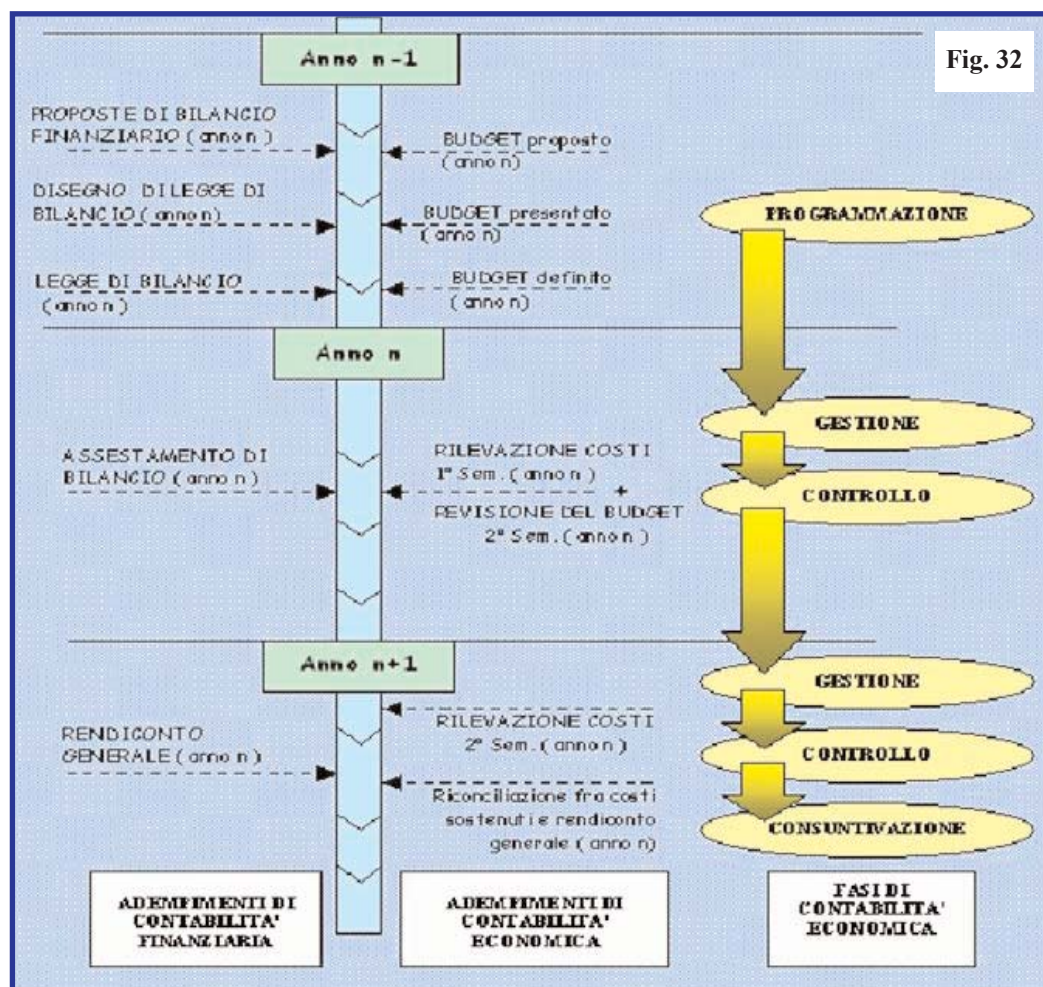 Fig. 32
Anno n-1
PROPOSTE DI BILANCIO
FINANZIARIO (anno n)
BUDGET proposto
(anno n)
DISEGNO DI LEGGE DI
BILANCIO (anno n)
BUDGET presentato
(anno n)
PROGRAMMAZIONE
LEGGE DI BILANCIO
(anno n)
BUDGET definito
(anno n)
Anno n
GESTIONE
ASSESTAMENTO DI
BILANCIO (anno n)
RILEVAZIONE COSTI
1° Sem. (anno n)
+
REVISIONE DEL BUDGET
2° Sem. (anno n)
CONTROLLO
Anno n+1
GESTIONE
RILEVAZIONE COSTI
2° Sem. (anno n)
RENDICONTO
GENERALE (anno n)
CONTROLLO
Riconciliazione fra costi
sostenuti e rendiconto
generale (anno n)
CONSUNTIVAZIONE
ADEMPIMENTI DI
CONTABILITA'
FINANZIARIA
ADEMPIMENTI DI
CONTABILITA'
ECONOMICA
FASI DI
CONTABILITA'
ECONOMICA